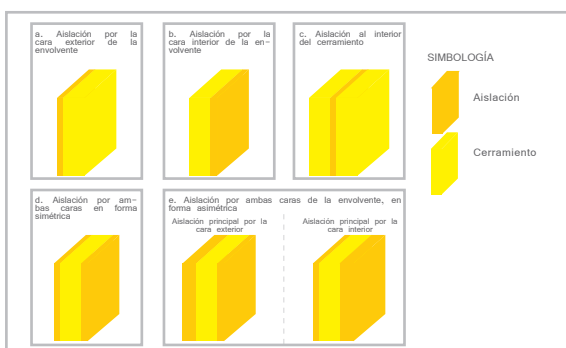 a. Aislación por la
cara exterior de la
envolvente
b. Aislación por la
cara interior de la en-
volvente
c. Aislación al interior
del cerramiento
SIMBOLOGÍA
Aislación
Cerramiento
d. Aislación por am-
bas caras en forma
simétrica
e. Aislación por ambas caras de la envolvente, en
forma asimétrica
Aislación principal por la
cara exterior
Aislación principal por la
cara interior